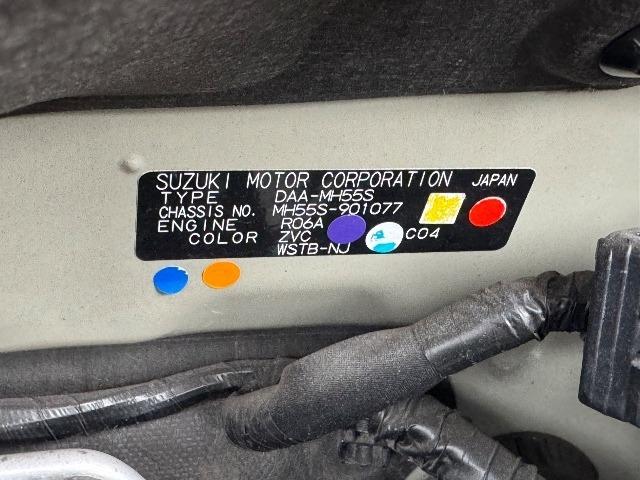 SUZUKI MOTOR CORPORATION JAPAN
TYPE DAA-MH55S
CHASSIS NO. MH55S-901077
ENGINE R06A
COLOR ZVC C04
WSTB-NJ